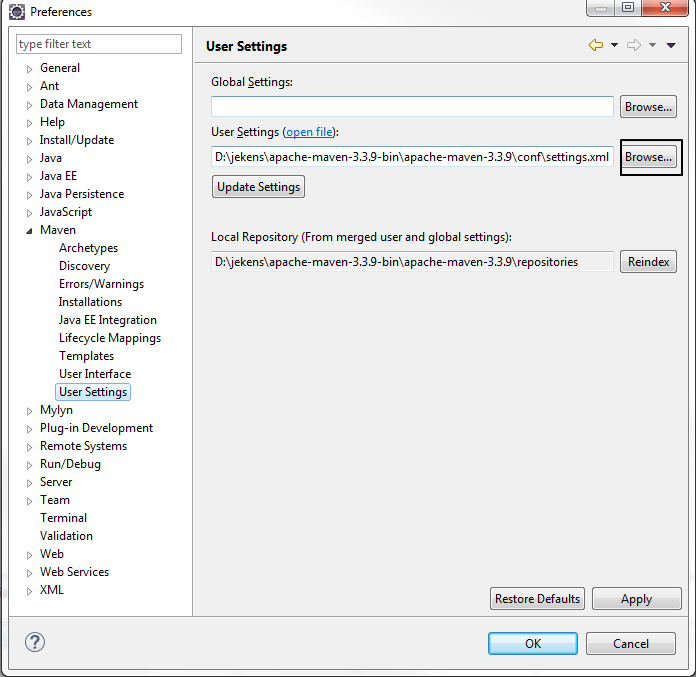 Preferences
type filter text
General
Ant
Data Management
Help
Install/Update
Java
Java EE
Java Persistence
JavaScript
Maven
Archetypes
Discovery
Errors/Warnings
Installations
Java EE Integration
Lifecycle Mappings
Templates
User Interface
User Settings
Mylyn
Plug-in Development
Remote Systems
Run/Debug
Server
Team
Terminal
Validation
Web
Web Services
XML
User Settings
Global Settings:
Browse...
User Settings (open file):
D:\jekens\apache-maven-3.3.9-bin\apache-maven-3.3.9\conf\settings.xml Browse...
Update Settings
Local Repository (From merged user and global settings):
D:\jekens\apache-maven-3.3.9-bin\apache-maven-3.3.9\repositories Reindex
Restore Defaults Apply
? OK Cancel